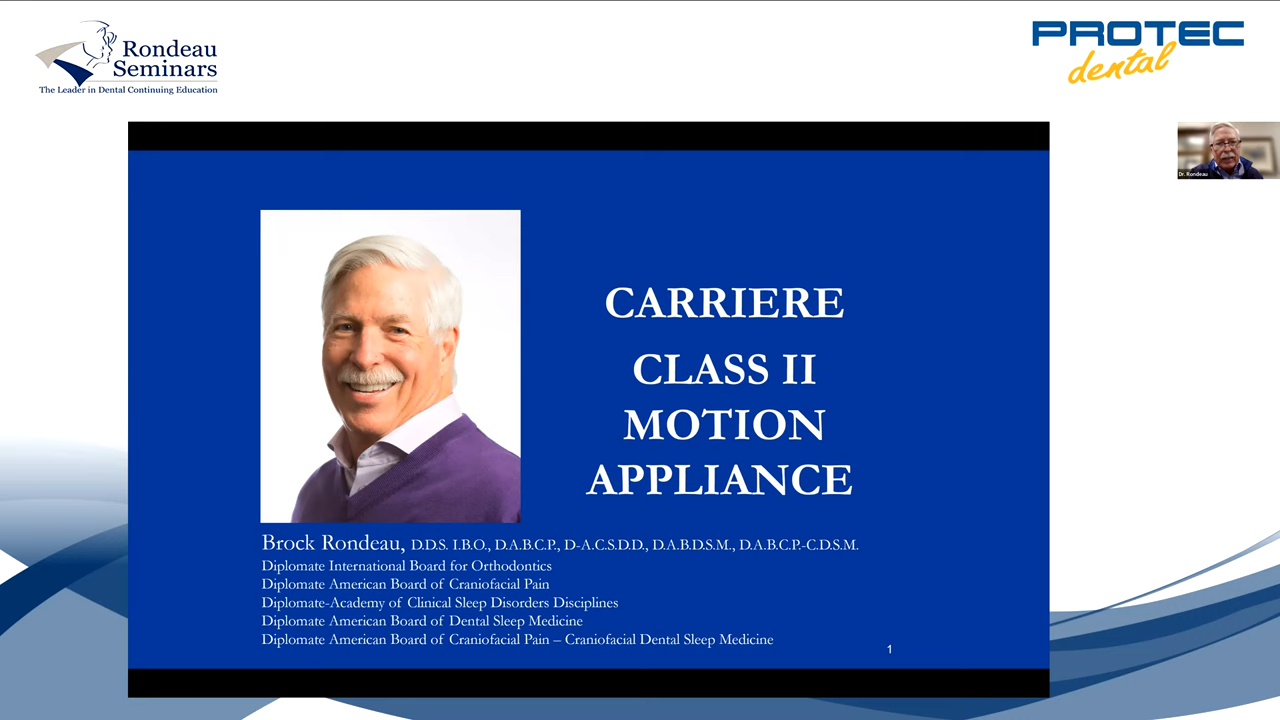 Rondeau
Seminars
The Leader in Dental Continuing Education
PROTEC
dental
Dr. Rondeau
CARRIERE
CLASS II
MOTION
APPLIANCE
Brock Rondeau, D.D.S. I.B.O., D.A.B.C.P., D-A.C.S.D.D., D.A.B.D.S.M., D.A.B.C.P.-C.D.S.M.
Diplomate International Board for Orthodontics
Diplomate American Board of Craniofacial Pain
Diplomate-Academy of Clinical Sleep Disorders Disciplines
Diplomate American Board of Dental Sleep Medicine
Diplomate American Board of Craniofacial Pain – Craniofacial Dental Sleep Medicine
1